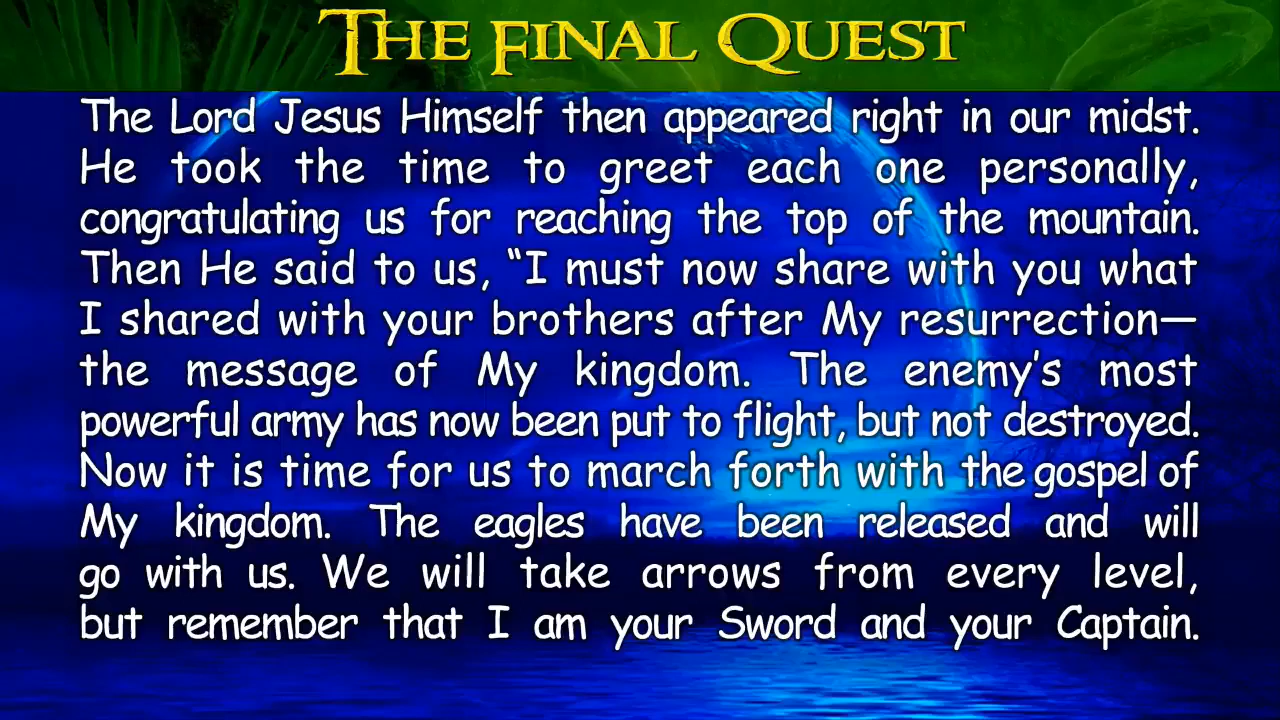 The Final Quest
The Lord Jesus Himself then appeared right in our midst.
He took the time to greet each one personally,
congratulating us for reaching the top of the mountain.
Then He said to us, “I must now share with you what
I shared with your brothers after My resurrection—
the message of My kingdom. The enemy’s most
powerful army has now been put to flight, but not destroyed.
Now it is time for us to march forth with the gospel of
My kingdom. The eagles have been released and will
go with us. We will take arrows from every level,
but remember that I am your Sword and your Captain.